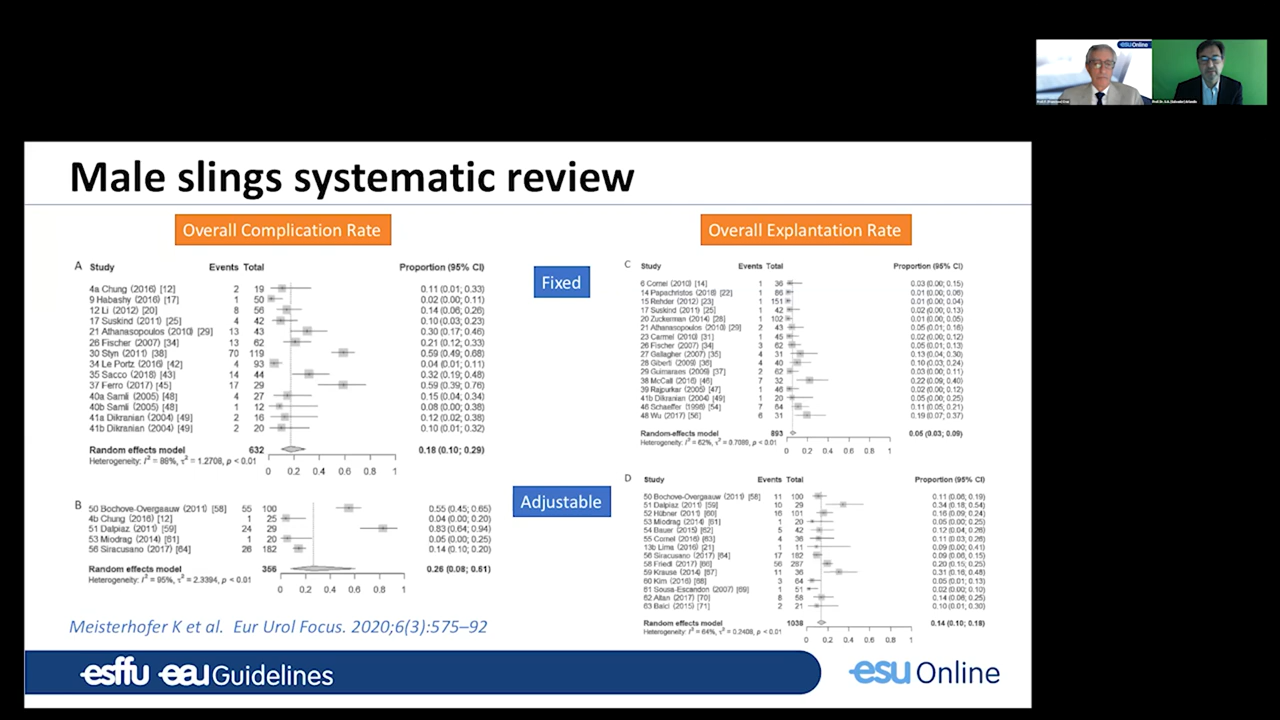 esuOnline
Male slings systematic review
Overall Complication Rate
Overall Explantation Rate
Fixed
Adjustable
A Study Events Total Proportion (95% CI)
4a Chung (2016) [12] 2 19 0.11 (0.01; 0.33)
9 Habashy (2016) [17] 1 50 0.02 (0.00; 0.11)
12 Li (2012) [20] 8 56 0.14 (0.06; 0.26)
17 Suskind (2011) [25] 4 42 0.10 (0.03; 0.23)
21 Athanasopoulos (2010) [29] 13 43 0.30 (0.17; 0.46)
26 Fischer (2007) [34] 13 62 0.21 (0.12; 0.33)
30 Styn (2011) [38] 70 119 0.59 (0.49; 0.68)
34 Le Portz (2016) [42] 4 93 0.04 (0.01; 0.11)
35 Sacco (2018) [43] 14 44 0.32 (0.19; 0.48)
37 Ferro (2017) [45] 17 29 0.59 (0.39; 0.76)
40a Samli (2005) [48] 4 27 0.15 (0.04; 0.34)
40b Samli (2005) [48] 1 12 0.08 (0.00; 0.38)
41a Dikranian (2004) [49] 2 16 0.12 (0.02; 0.38)
41b Dikranian (2004) [49] 2 20 0.10 (0.01; 0.32)
Random effects model 632 0.18 (0.10; 0.29)
Heterogeneity: I² = 88%, τ² = 1.2708, p < 0.01
0 0.2 0.4 0.6 0.8 1
B
50 Bochove-Overgaauw (2011) [58] 55 100 0.55 (0.45; 0.65)
4b Chung (2016) [12] 1 25 0.04 (0.00; 0.20)
51 Dalpiaz (2011) [59] 24 29 0.83 (0.64; 0.94)
53 Miodrag (2014) [61] 1 20 0.05 (0.00; 0.25)
56 Siracusano (2017) [64] 26 182 0.14 (0.10; 0.20)
Random effects model 356 0.26 (0.08; 0.61)
Heterogeneity: I² = 95%, τ² = 2.3394, p < 0.01
0 0.2 0.4 0.6 0.8 1
C Study Events Total Proportion (95% CI)
6 Cornel (2010) [14] 1 36 0.03 (0.00; 0.15)
14 Papachristos (2018) [22] 1 86 0.01 (0.00; 0.06)
15 Rehder (2012) [23] 1 151 0.01 (0.00; 0.04)
17 Suskind (2011) [25] 1 42 0.02 (0.00; 0.13)
20 Zuckerman (2014) [28] 1 102 0.01 (0.00; 0.05)
21 Athanasopoulos (2010) [29] 2 43 0.05 (0.01; 0.16)
23 Carmel (2010) [31] 1 45 0.02 (0.00; 0.12)
26 Fischer (2007) [34] 3 62 0.05 (0.01; 0.13)
27 Gallagher (2007) [35] 4 31 0.13 (0.04; 0.30)
28 Giberti (2009) [36] 4 40 0.10 (0.03; 0.24)
29 Guimaraes (2009) [37] 2 62 0.03 (0.00; 0.11)
38 McCall (2016) [46] 7 32 0.22 (0.09; 0.40)
39 Rajpurkar (2005) [47] 1 46 0.02 (0.00; 0.12)
41b Dikranian (2004) [49] 1 20 0.05 (0.00; 0.25)
46 Schaeffer (1998) [54] 7 64 0.11 (0.05; 0.21)
48 Wu (2017) [56] 6 31 0.19 (0.07; 0.37)
Random-effects model 893 0.05 (0.03; 0.09)
Heterogeneity: I² = 62%, τ² = 0.7089, p < 0.01
0 0.2 0.4 0.6 0.8 1
D Study Events Total Proportion (95% CI)
50 Bochove-Overgaauw (2011) [58] 11 100 0.11 (0.06; 0.19)
51 Dalpiaz (2011) [59] 10 29 0.34 (0.18; 0.54)
52 Hübner (2011) [60] 16 101 0.16 (0.09; 0.24)
53 Miodrag (2014) [61] 1 20 0.05 (0.00; 0.25)
54 Bauer (2015) [62] 5 42 0.12 (0.04; 0.26)
55 Cornel (2016) [63] 4 36 0.11 (0.03; 0.26)
13b Lima (2016) [21] 1 11 0.09 (0.00; 0.41)
56 Siracusano (2017) [64] 17 182 0.09 (0.06; 0.15)
58 Friedl (2017) [66] 56 287 0.20 (0.15; 0.25)
59 Krause (2014) [67] 11 36 0.31 (0.16; 0.48)
60 Kim (2016) [68] 3 64 0.05 (0.01; 0.13)
61 Sousa-Escandon (2007) [69] 1 51 0.02 (0.00; 0.10)
62 Altan (2017) [70] 8 58 0.14 (0.06; 0.25)
63 Balci (2015) [71] 2 21 0.10 (0.01; 0.30)
Random effects model 1038 0.14 (0.10; 0.18)
Heterogeneity: I² = 64%, τ² = 0.2408, p < 0.01
0 0.2 0.4 0.6 0.8 1
Meisterhofer K et al. Eur Urol Focus. 2020;6(3):575–92
esffu eau Guidelines
esu Online